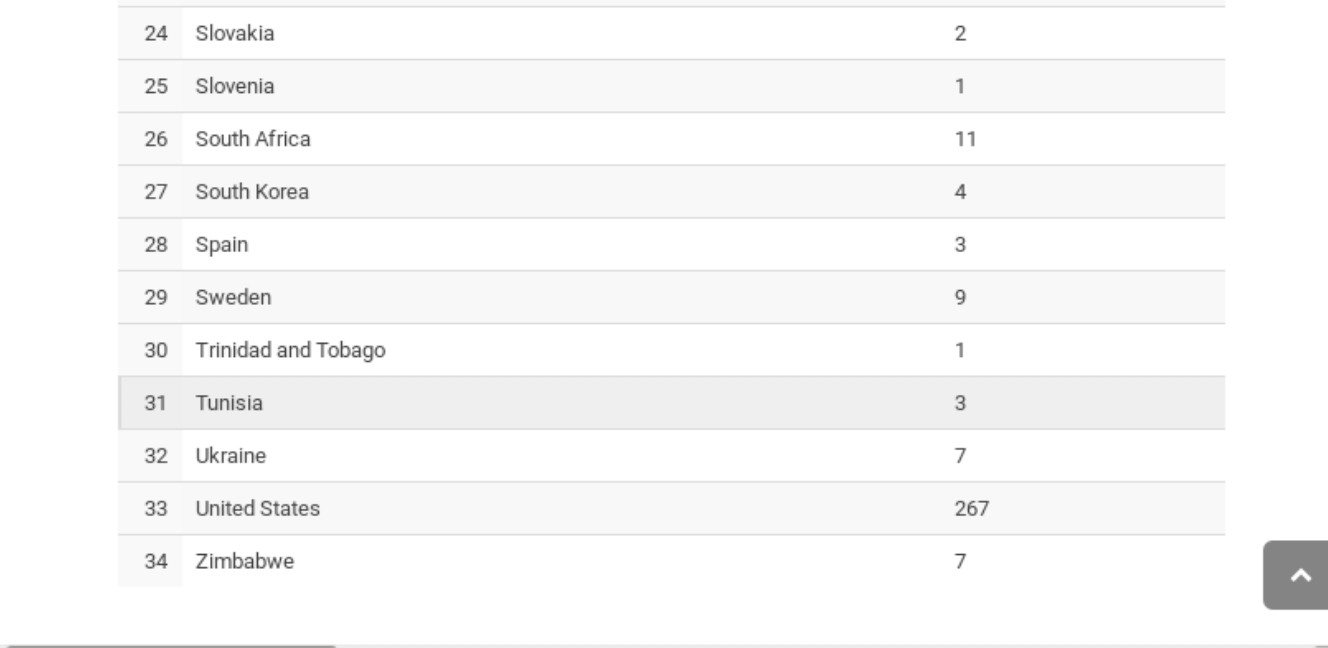 24 Slovakia 2
25 Slovenia 1
26 South Africa 11
27 South Korea 4
28 Spain 3
29 Sweden 9
30 Trinidad and Tobago 1
31 Tunisia 3
32 Ukraine 7
33 United States 267
34 Zimbabwe 7